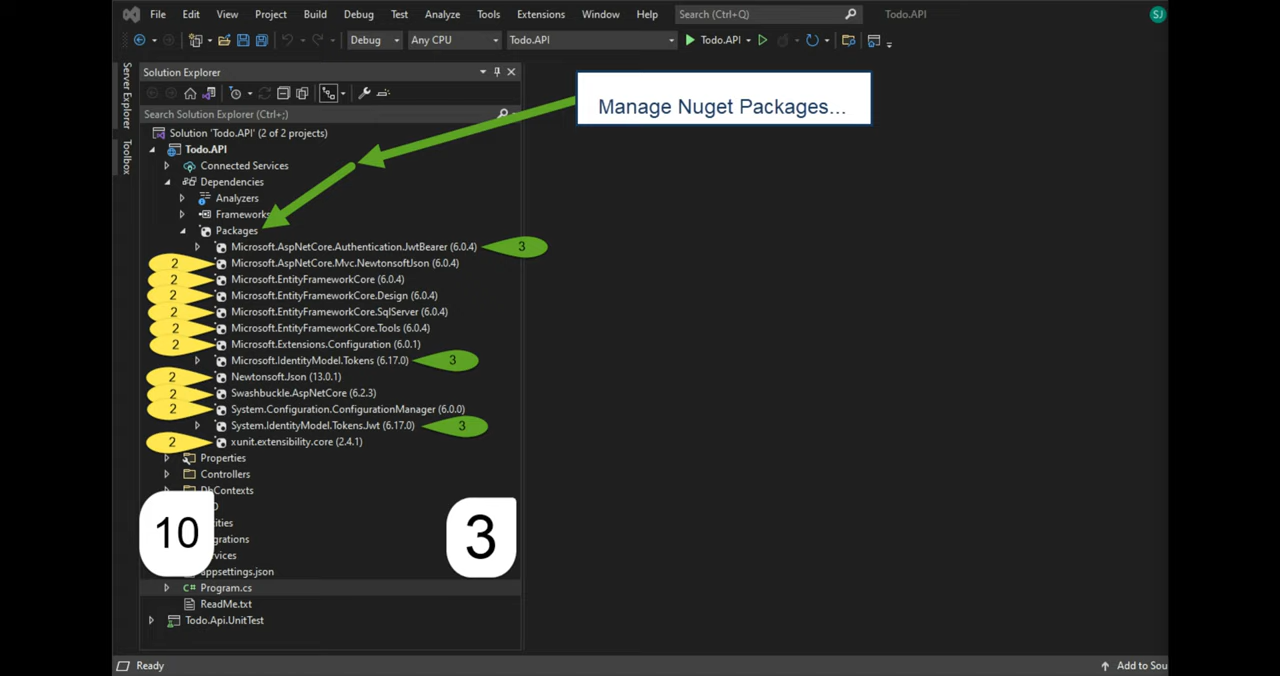 File Edit View Project Build Debug Test Analyze Tools Extensions Window Help Search (Ctrl+Q) Todo.API SJ
Debug Any CPU Todo.API Todo.API
Server Explorer
Toolbox
Solution Explorer
Search Solution Explorer (Ctrl+;)
Manage Nuget Packages...
Solution 'Todo.API' (2 of 2 projects)
Todo.API
Connected Services
Dependencies
Analyzers
Frameworks
Packages
Microsoft.AspNetCore.Authentication.JwtBearer (6.0.4) 3
2 Microsoft.AspNetCore.Mvc.NewtonsoftJson (6.0.4)
2 Microsoft.EntityFrameworkCore (6.0.4)
2 Microsoft.EntityFrameworkCore.Design (6.0.4)
2 Microsoft.EntityFrameworkCore.SqlServer (6.0.4)
2 Microsoft.EntityFrameworkCore.Tools (6.0.4)
2 Microsoft.Extensions.Configuration (6.0.1)
Microsoft.IdentityModel.Tokens (6.17.0) 3
2 Newtonsoft.Json (13.0.1)
2 Swashbuckle.AspNetCore (6.2.3)
2 System.Configuration.ConfigurationManager (6.0.0)
System.IdentityModel.Tokens.Jwt (6.17.0) 3
2 xunit.extensibility.core (2.4.1)
Properties
Controllers
DbContexts
10 3
appsettings.json
C# Program.cs
ReadMe.txt
Todo.Api.UnitTest
Ready Add to Sou